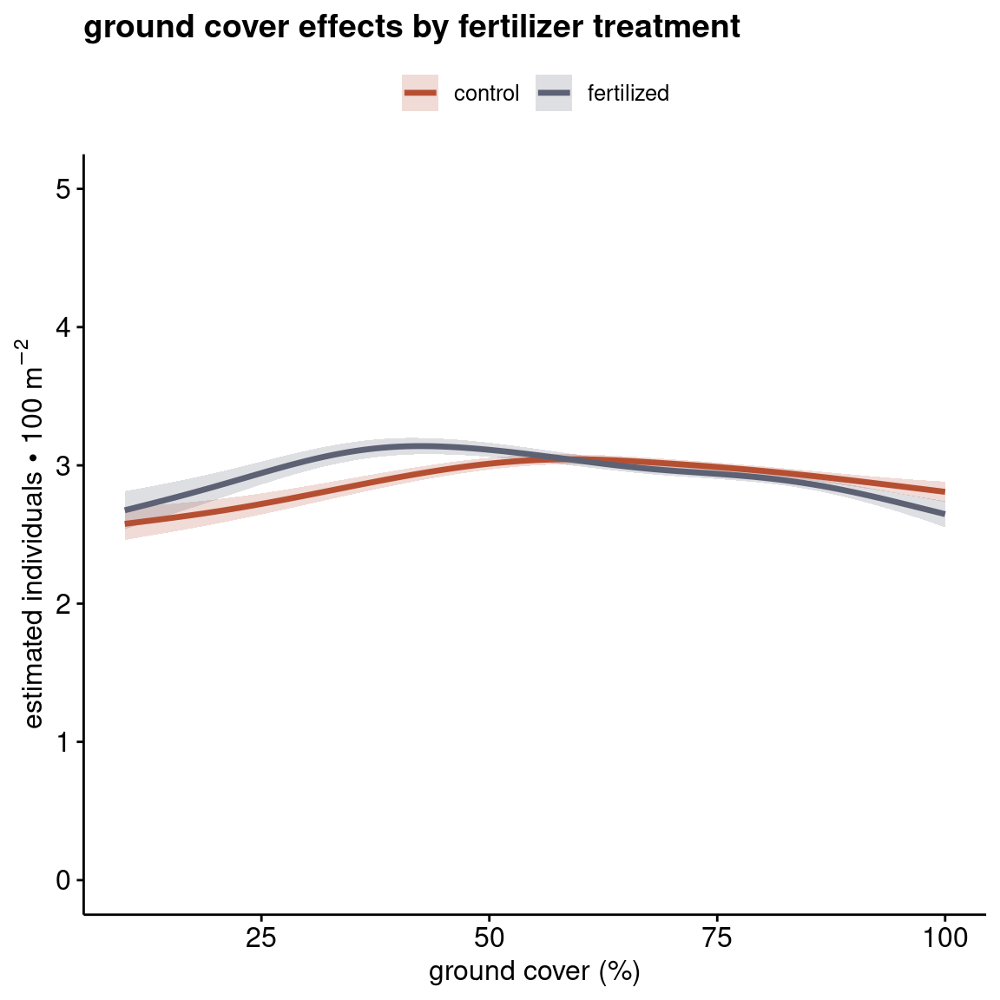 ground cover effects by fertilizer treatment
control fertilized
5
4
3
2
1
0
estimated individuals • 100 m⁻²
25 50 75 100
ground cover (%)